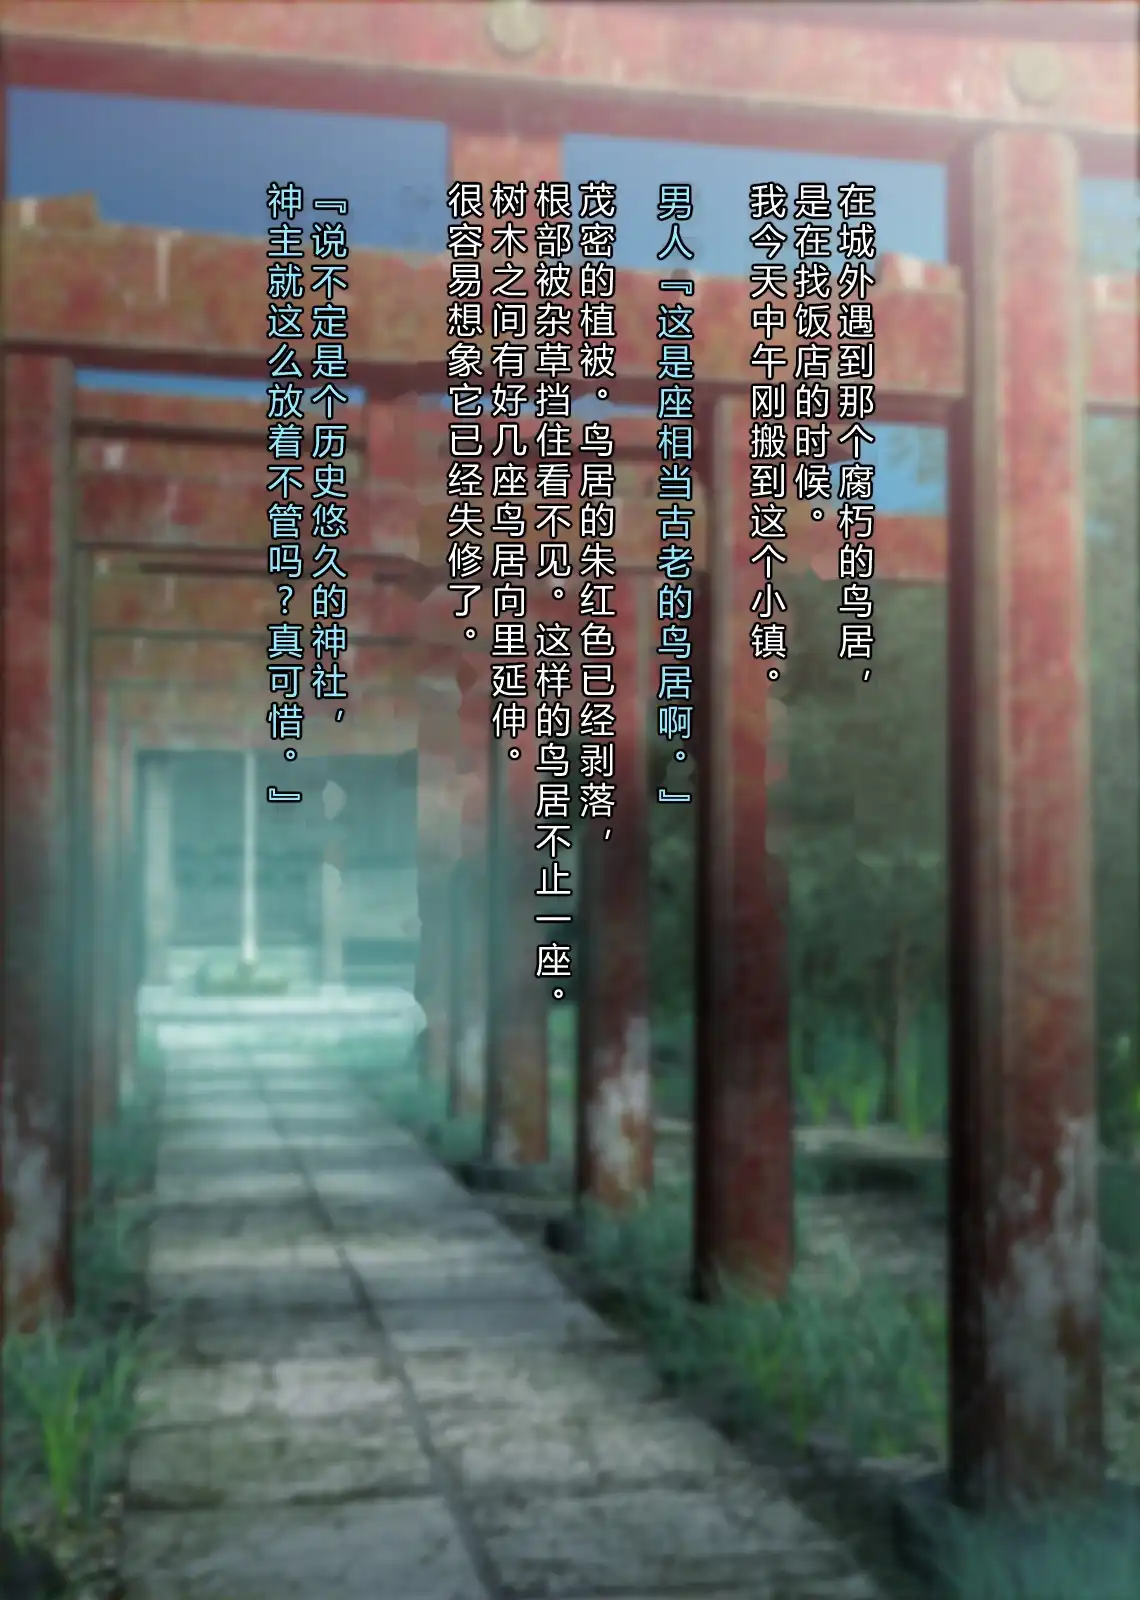 在城外遇到那个腐朽的鸟居，
是在找饭店的时候。
我今天中午刚搬到这个小镇。
男人『这是座相当古老的鸟居啊。』
茂密的植被。鸟居的朱红色已经剥落，
根部被杂草挡住看不见。这样的鸟居不止一座。
树木之间有好几座鸟居向里延伸。
很容易想象它已经失修了。
『说不定是个历史悠久的神社，
神主就这么放着不管吗？真可惜。』